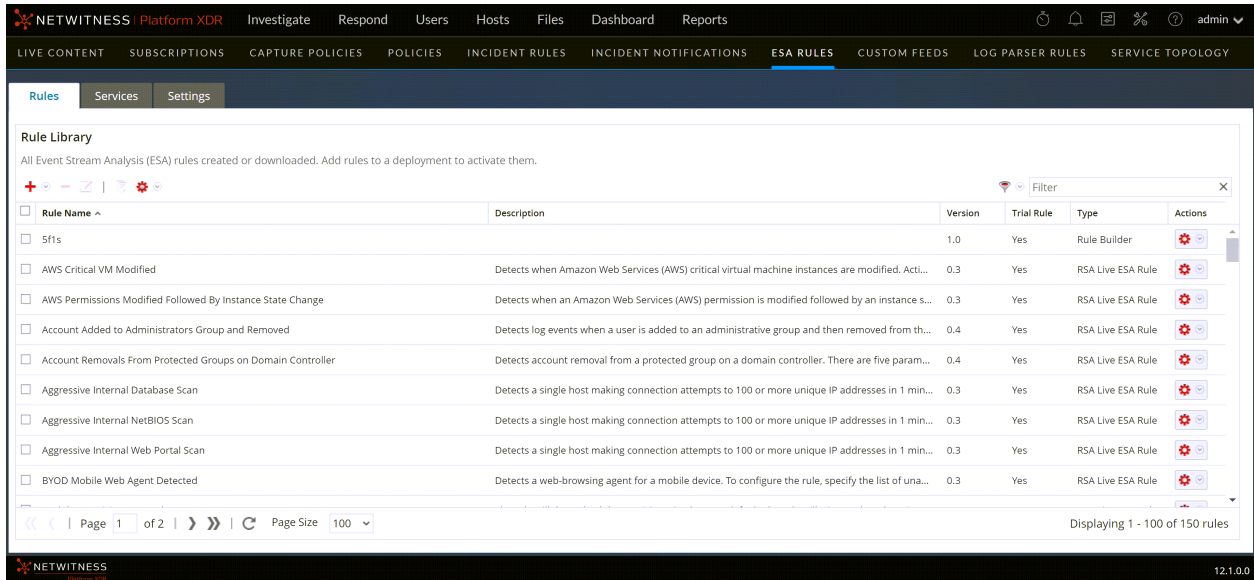 NETWITNESS | Platform XDR Investigate Respond Users Hosts Files Dashboard Reports admin
LIVE CONTENT SUBSCRIPTIONS CAPTURE POLICIES POLICIES INCIDENT RULES INCIDENT NOTIFICATIONS ESA RULES CUSTOM FEEDS LOG PARSER RULES SERVICE TOPOLOGY
Rules Services Settings
Rule Library
All Event Stream Analysis (ESA) rules created or downloaded. Add rules to a deployment to activate them.
Filter
Rule Name Description Version Trial Rule Type Actions
5f1s 1.0 Yes Rule Builder
AWS Critical VM Modified Detects when Amazon Web Services (AWS) critical virtual machine instances are modified. Acti... 0.3 Yes RSA Live ESA Rule
AWS Permissions Modified Followed By Instance State Change Detects when an Amazon Web Services (AWS) permission is modified followed by an instance s... 0.3 Yes RSA Live ESA Rule
Account Added to Administrators Group and Removed Detects log events when a user is added to an administrative group and then removed from th... 0.4 Yes RSA Live ESA Rule
Account Removals From Protected Groups on Domain Controller Detects account removal from a protected group on a domain controller. There are five param... 0.4 Yes RSA Live ESA Rule
Aggressive Internal Database Scan Detects a single host making connection attempts to 100 or more unique IP addresses in 1 min... 0.3 Yes RSA Live ESA Rule
Aggressive Internal NetBIOS Scan Detects a single host making connection attempts to 100 or more unique IP addresses in 1 min... 0.3 Yes RSA Live ESA Rule
Aggressive Internal Web Portal Scan Detects a single host making connection attempts to 100 or more unique IP addresses in 1 min... 0.3 Yes RSA Live ESA Rule
BYOD Mobile Web Agent Detected Detects a web-browsing agent for a mobile device. To configure the rule, specify the list of una... 0.3 Yes RSA Live ESA Rule
Page 1 of 2 Page Size 100 Displaying 1 - 100 of 150 rules
NETWITNESS
Platform XDR
12.1.0.0